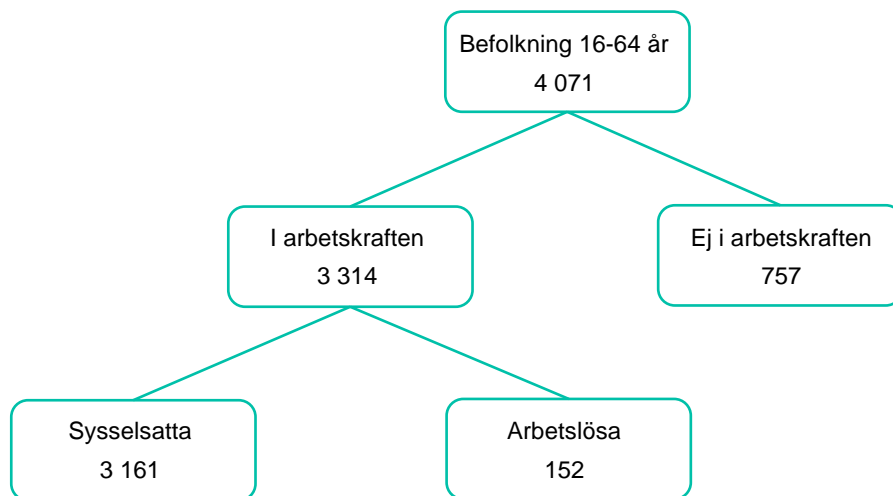 Befolkning 16-64 år
4 071
I arbetskraften
3 314
Ej i arbetskraften
757
Sysselsatta
3 161
Arbetslösa
152